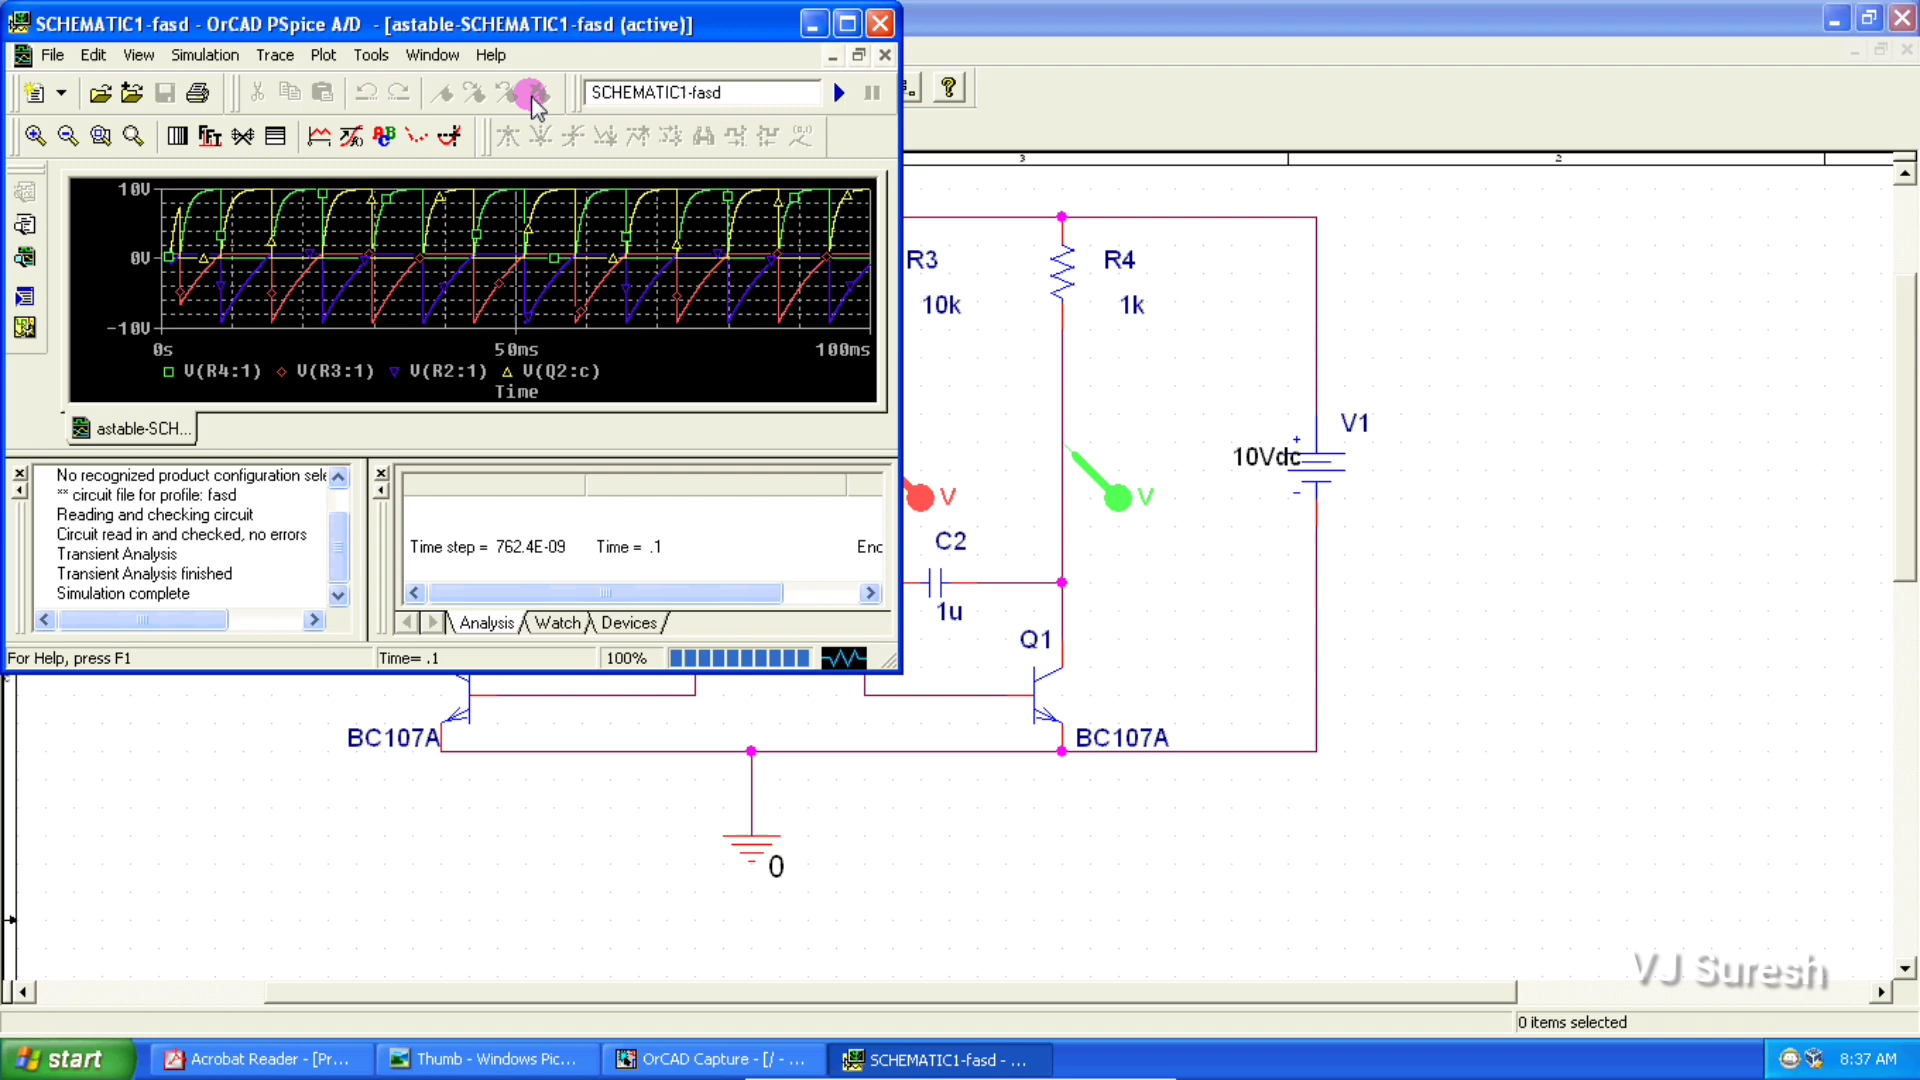 SCHEMATIC1-fasd - OrCAD PSpice A/D - [astable-SCHEMATIC1-fasd (active)]
File Edit View Simulation Trace Plot Tools Window Help
SCHEMATIC1-fasd
10V
0V
-10V
0s 50ms 100ms
V(R4:1) V(R3:1) V(R2:1) V(Q2:c)
Time
astable-SCH...
No recognized product configuration sele
** circuit file for profile: fasd
Reading and checking circuit
Circuit read in and checked, no errors
Transient Analysis
Transient Analysis finished
Simulation complete
Time step = 762.4E-09 Time = .1 Enc
Analysis Watch Devices
For Help, press F1 Time= .1 100%
3 2
R3
10k
R4
1k
V1
10Vdc
+
-
V V
C2
1u
Q1
BC107A BC107A
0
VJ Suresh
0 items selected
start Acrobat Reader - [Pr... Thumb - Windows Pic... OrCAD Capture - [/ - ... SCHEMATIC1-fasd - ... 8:37 AM